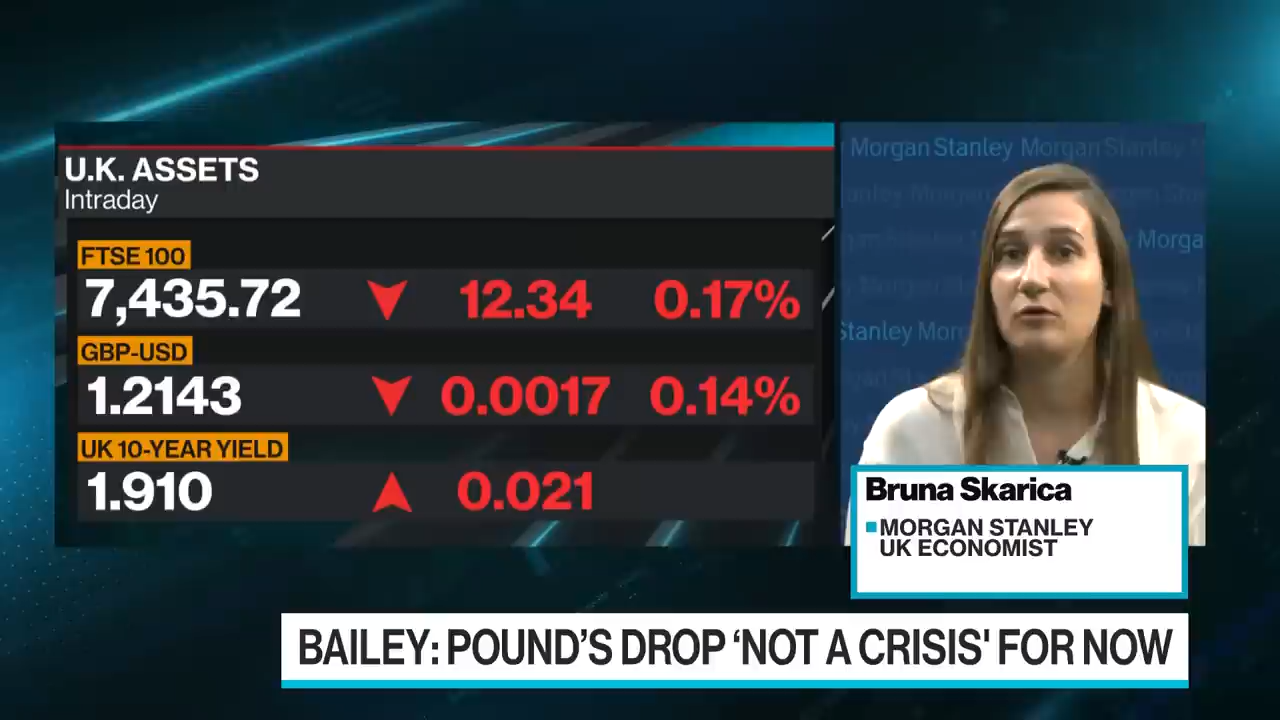 U.K. ASSETS
Intraday
FTSE 100
7,435.72 ▼ 12.34 0.17%
GBP-USD
1.2143 ▼ 0.0017 0.14%
UK 10-YEAR YIELD
1.910 ▲ 0.021
Morgan Stanley Morgan Stanley
Morga
Stanley
Bruna Skarica
MORGAN STANLEY
UK ECONOMIST
BAILEY: POUND'S DROP 'NOT A CRISIS' FOR NOW